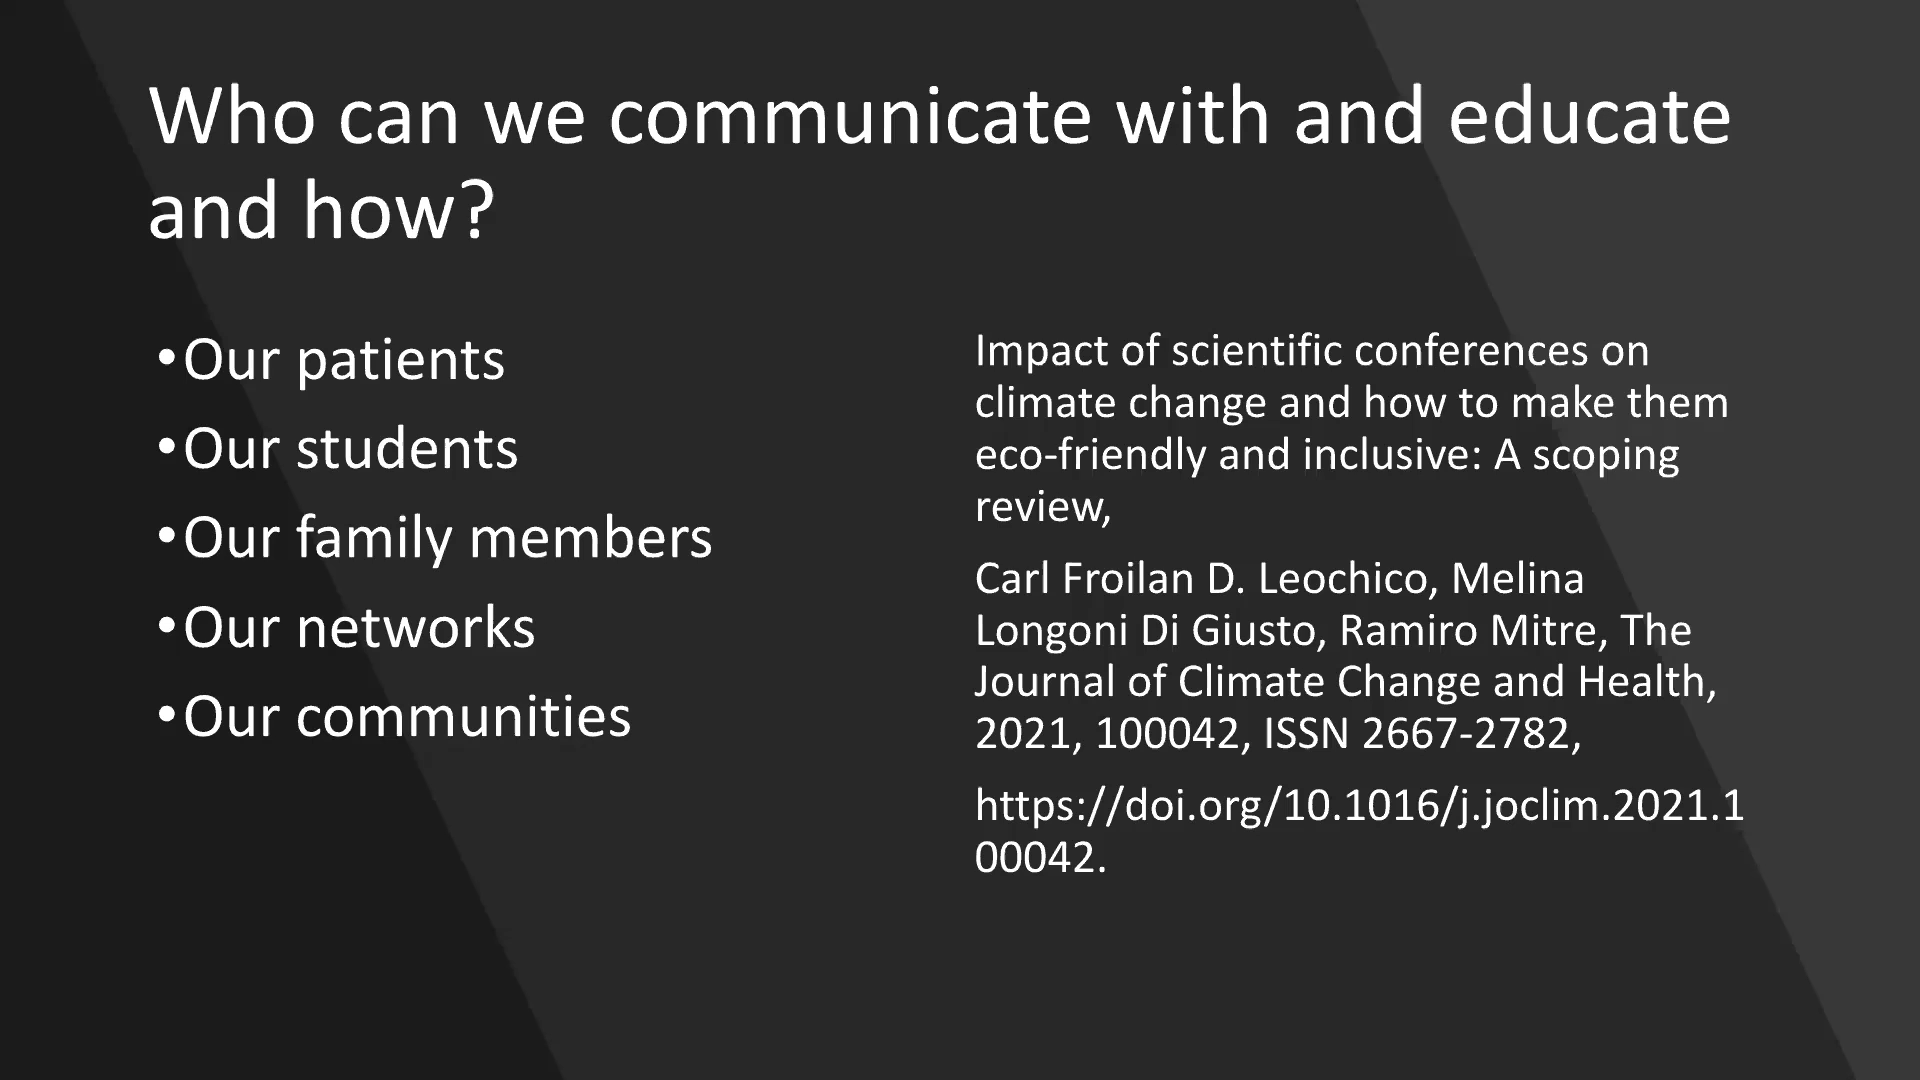 Who can we communicate with and educate
and how?
•Our patients
•Our students
•Our family members
•Our networks
•Our communities
Impact of scientific conferences on
climate change and how to make them
eco-friendly and inclusive: A scoping
review,
Carl Froilan D. Leochico, Melina
Longoni Di Giusto, Ramiro Mitre, The
Journal of Climate Change and Health,
2021, 100042, ISSN 2667-2782,
https://doi.org/10.1016/j.joclim.2021.1
00042.